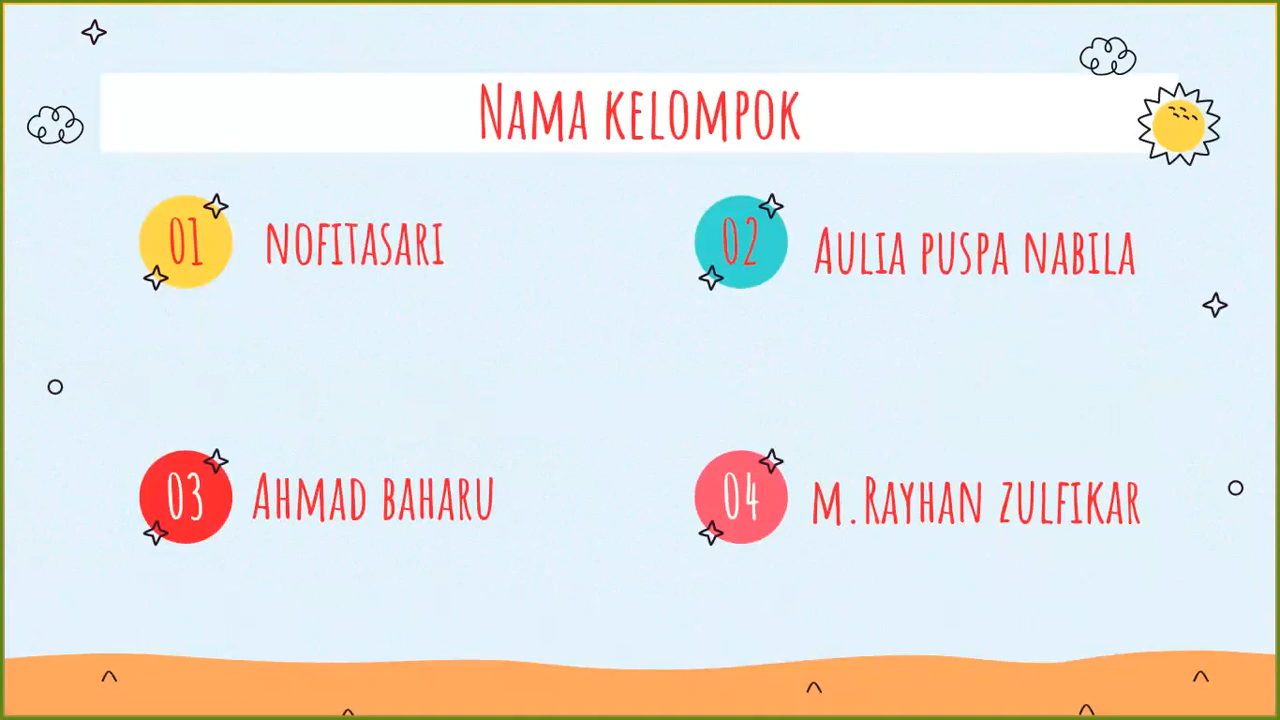 Nama kelompok
01
nofitasari
02
Aulia puspa nabila
03
Ahmad baharu
04
m.Rayhan zulfikar